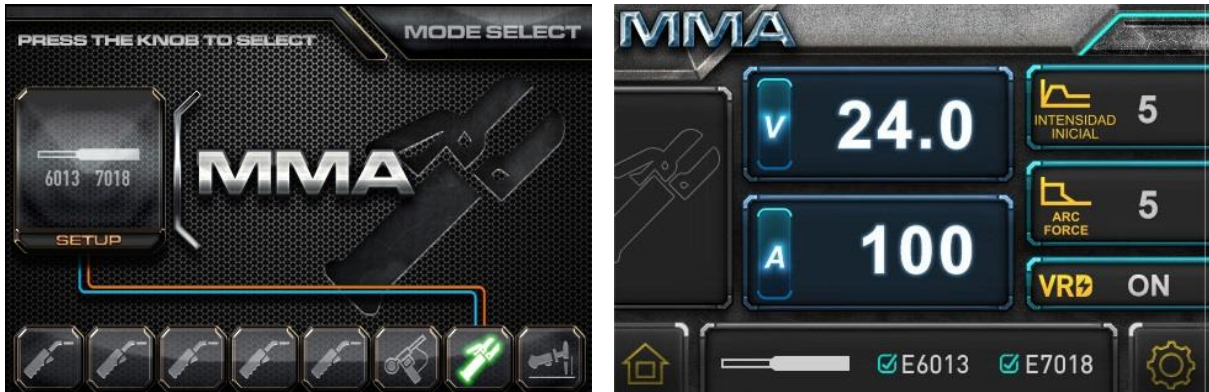 PRESS THE KNOB TO SELECT
MODE SELECT
6013 7018
MMA
SETUP
MMA
V 24.0
INTENSIDAD
INICIAL
5
A 100
ARC
FORCE
5
VRD ON
E6013 E7018